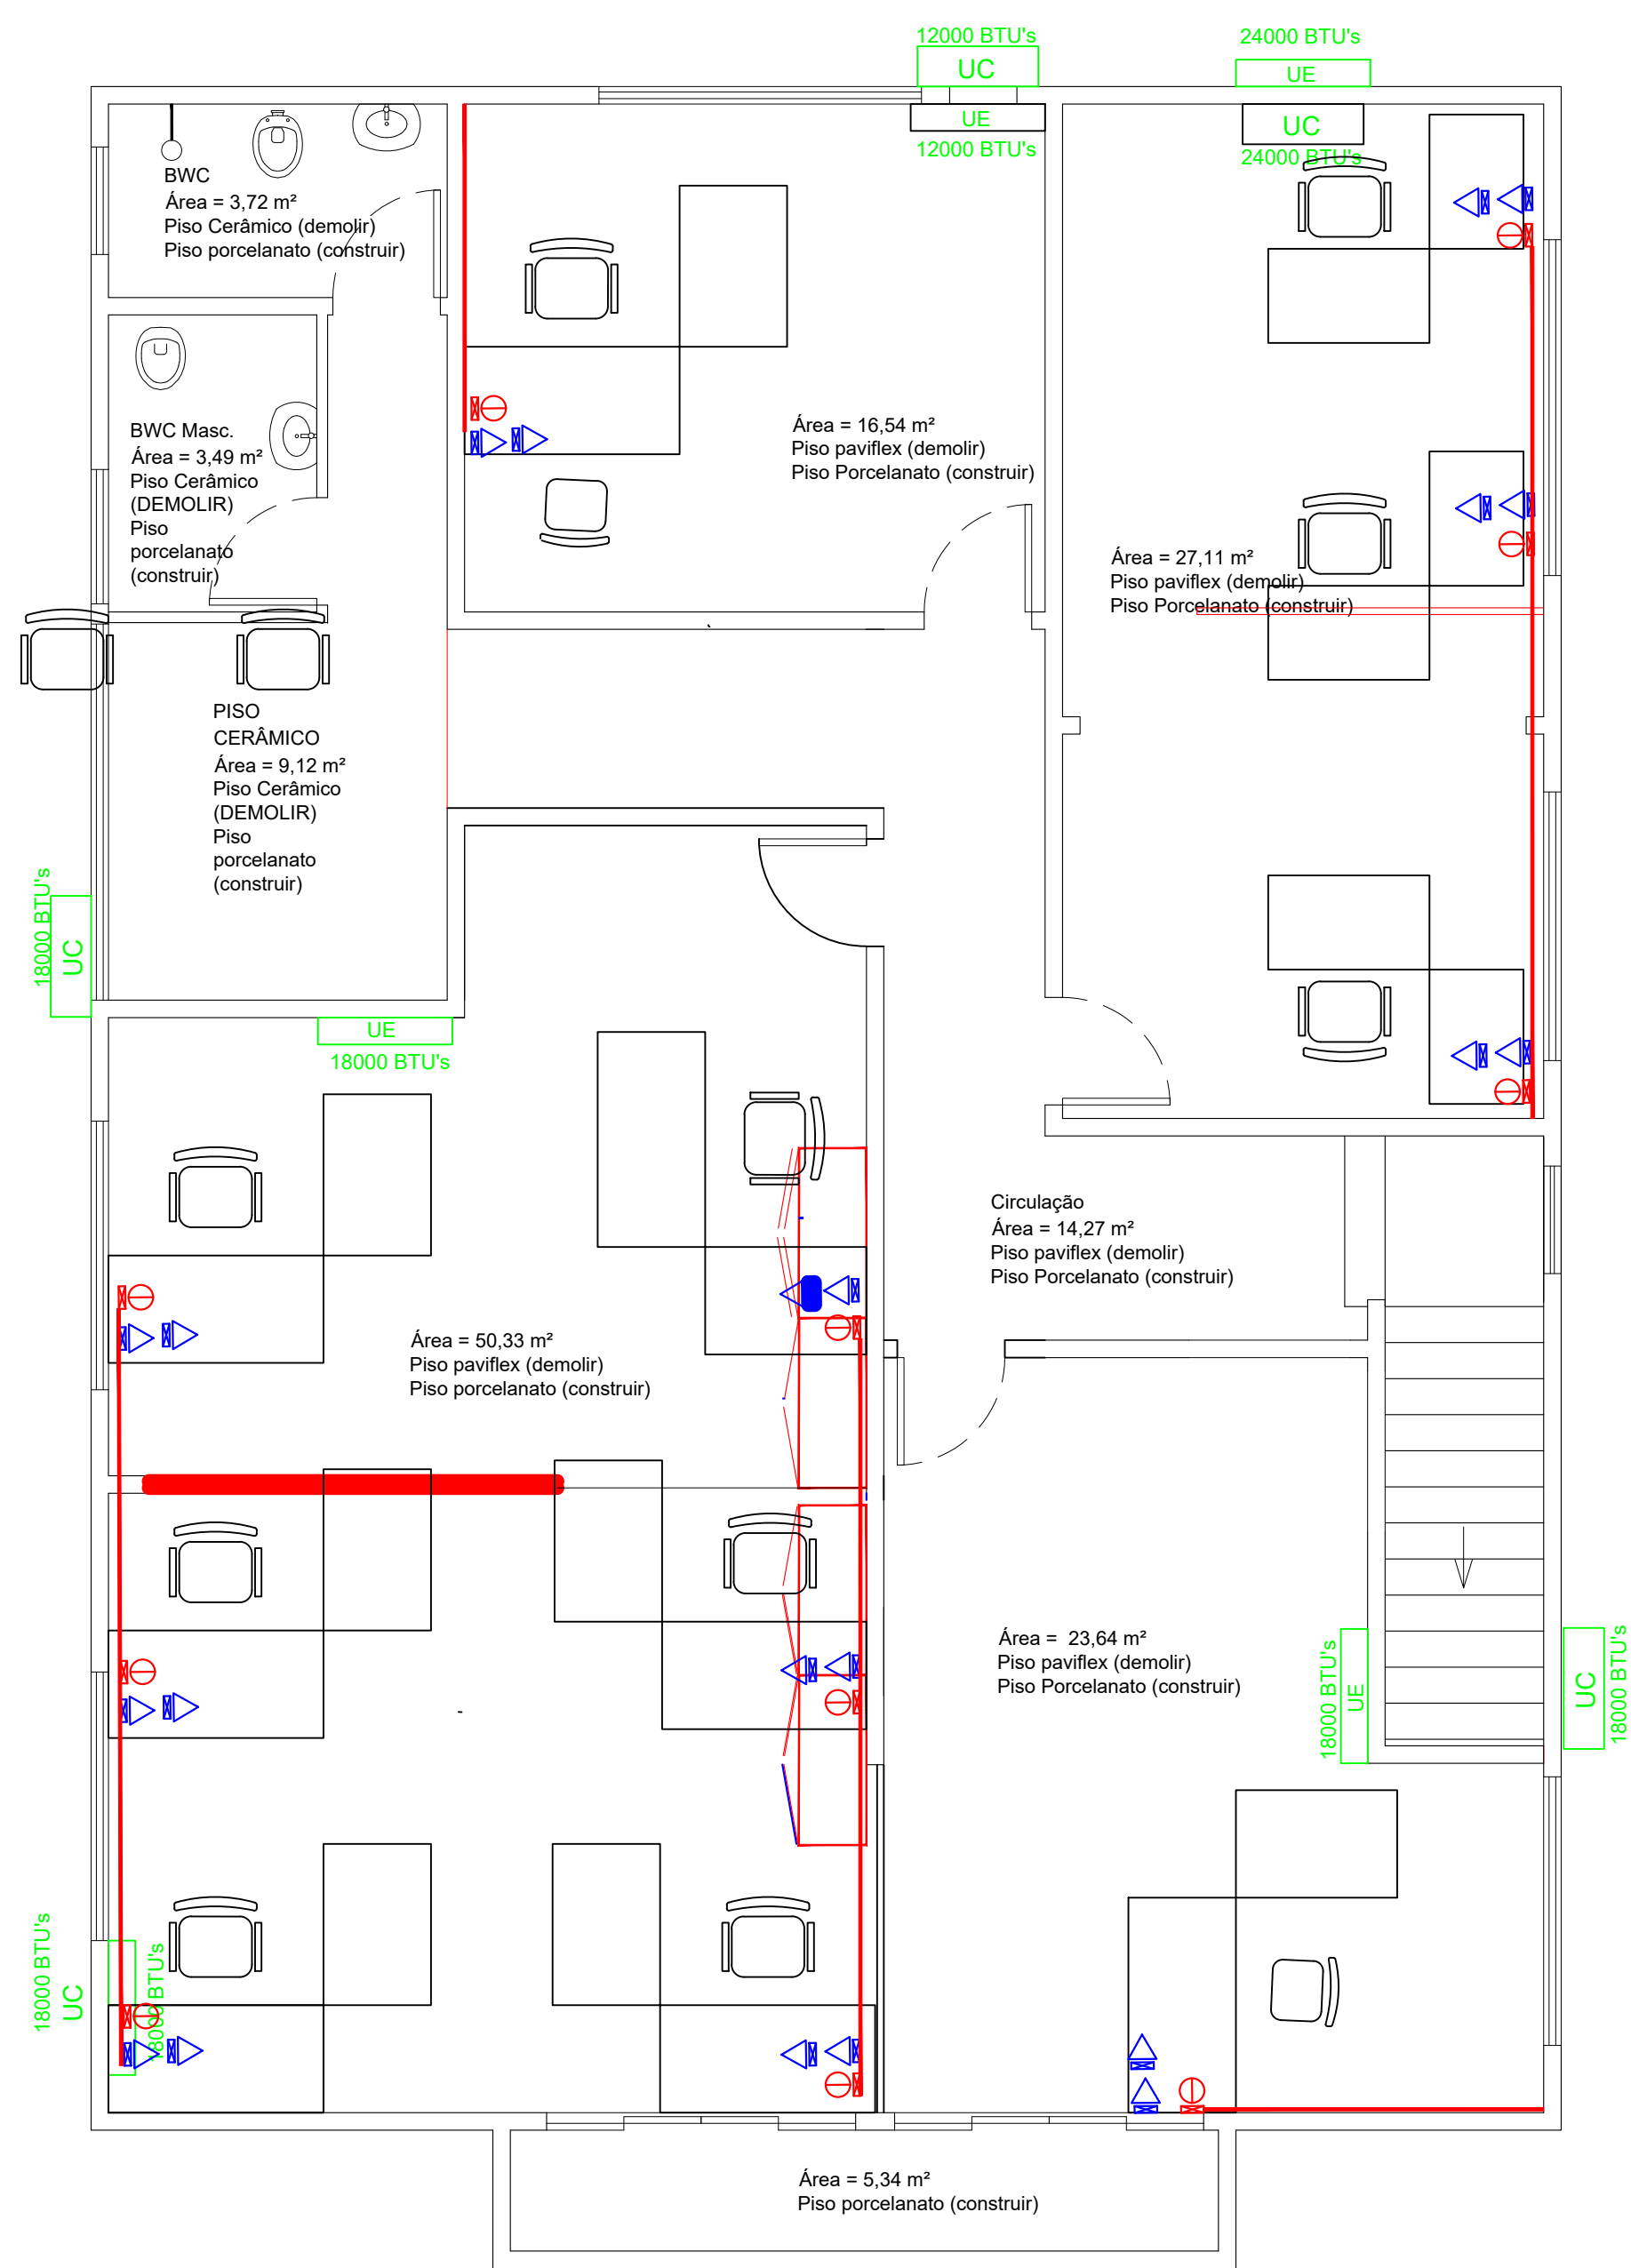 12000 BTU's
UC
UE
12000 BTU's
24000 BTU's
UE
UC
24000 BTU's
BWC
Área = 3,72 m²
Piso Cerâmico (demolir)
Piso porcelanato (construir)
BWC Masc.
Área = 3,49 m²
Piso Cerâmico
(DEMOLIR)
Piso
porcelanato
(construir)
Área = 16,54 m²
Piso paviflex (demolir)
Piso Porcelanato (construir)
Área = 27,11 m²
Piso paviflex (demolir)
Piso Porcelanato (construir)
PISO
CERÂMICO
Área = 9,12 m²
Piso Cerâmico
(DEMOLIR)
Piso
porcelanato
(construir)
18000 BTU's
UC
UE
18000 BTU's
Circulação
Área = 14,27 m²
Piso paviflex (demolir)
Piso Porcelanato (construir)
Área = 50,33 m²
Piso paviflex (demolir)
Piso porcelanato (construir)
Área =  23,64 m²
Piso paviflex (demolir)
Piso Porcelanato (construir)
18000 BTU's
UE
UC
18000 BTU's
18000 BTU's
UC
18000 BTU's
Área = 5,34 m²
Piso porcelanato (construir)